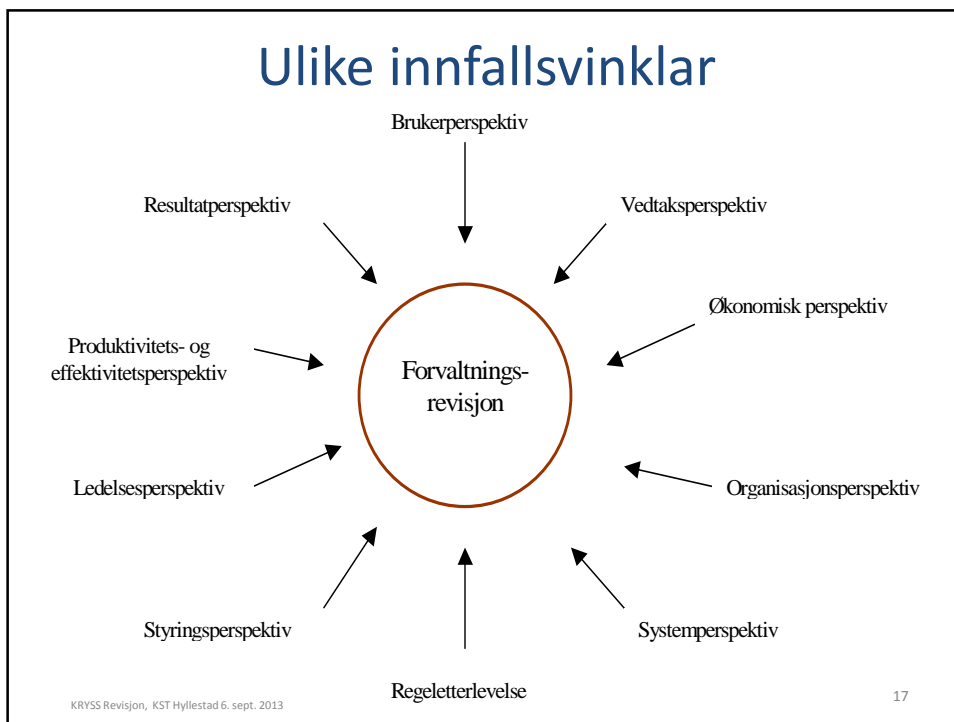 Ulike innfallsvinklar
Brukerperspektiv
Resultatperspektiv
Vedtaksperspektiv
Økonomisk perspektiv
Produktivitets- og
effektivitetsperspektiv
Forvaltnings-
revisjon
Ledelsesperspektiv
Organisasjonsperspektiv
Styringsperspektiv
Systemperspektiv
Regeletterlevelse
KRYSS Revisjon, KST Hyllestad 6. sept. 2013
17